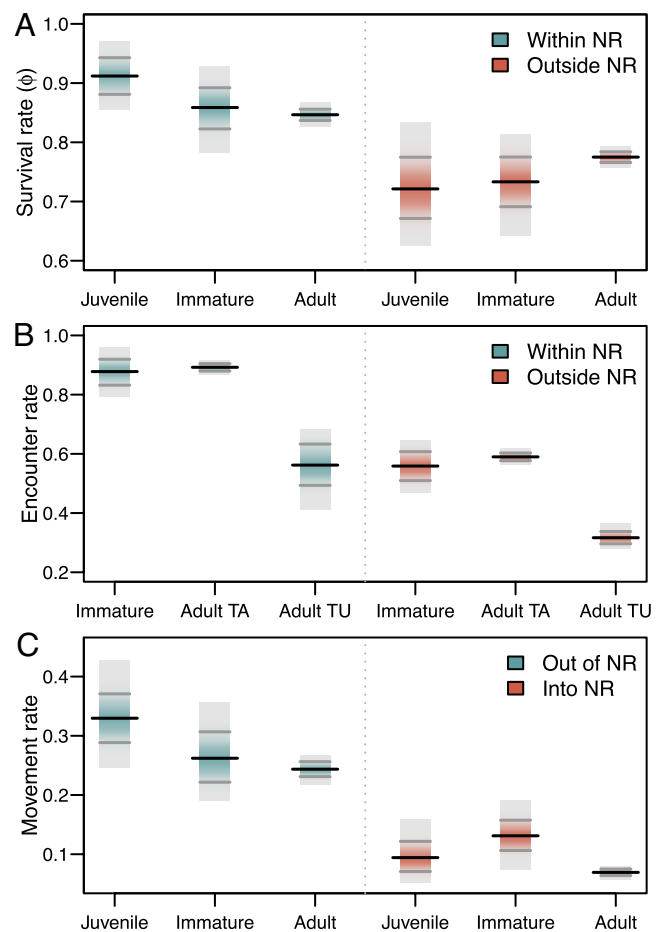 A
Survival rate (ϕ)
1.0
0.9
0.8
0.7
0.6
Within NR
Outside NR
Juvenile Immature Adult Juvenile Immature Adult
B
Encounter rate
1.0
0.8
0.6
0.4
0.2
Within NR
Outside NR
Immature Adult TA Adult TU Immature Adult TA Adult TU
C
Movement rate
0.4
0.3
0.2
0.1
Out of NR
Into NR
Juvenile Immature Adult Juvenile Immature Adult